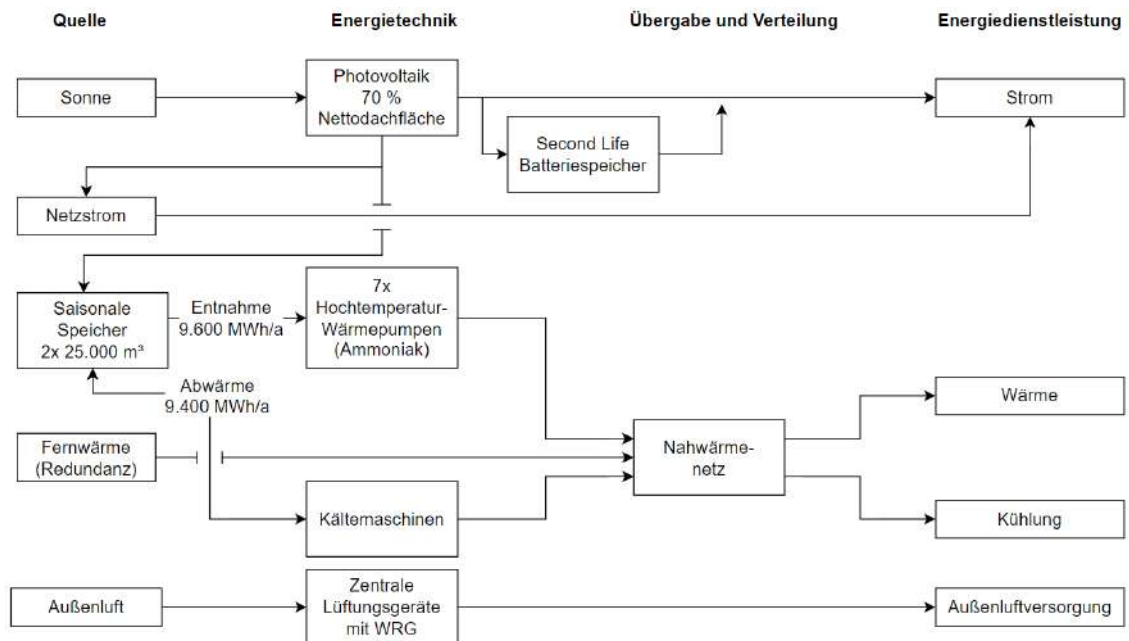 Quelle
Energietechnik
Übergabe und Verteilung
Energiedienstleistung
Sonne
Photovoltaik
70 %
Nettodachfläche
Strom
Second Life
Batteriespeicher
Netzstrom
Saisonale
Speicher
2x 25.000 m³
Entnahme
9.600 MWh/a
7x
Hochtemperatur-
Wärmepumpen
(Ammoniak)
Abwärme
9.400 MWh/a
Wärme
Fernwärme
(Redundanz)
Nahwärme-
netz
Kältemaschinen
Kühlung
Außenluft
Zentrale
Lüftungsgeräte
mit WRG
Außenluftversorgung